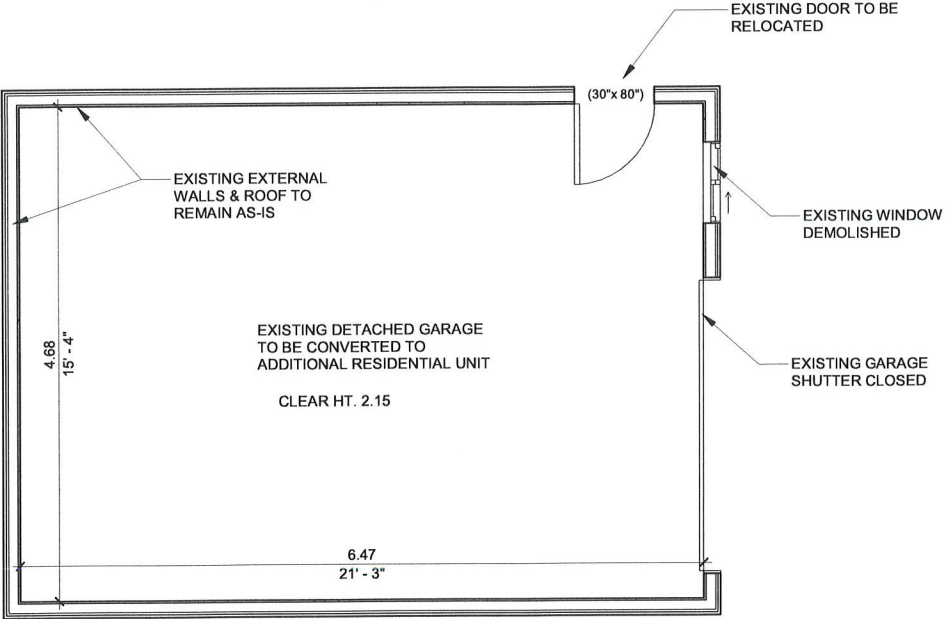 EXISTING DOOR TO BE
RELOCATED
(30"x 80")
EXISTING EXTERNAL
WALLS & ROOF TO
REMAIN AS-IS
EXISTING WINDOW
DEMOLISHED
EXISTING DETACHED GARAGE
TO BE CONVERTED TO
ADDITIONAL RESIDENTIAL UNIT
CLEAR HT. 2.15
4.68
15' - 4"
EXISTING GARAGE
SHUTTER CLOSED
6.47
21' - 3"